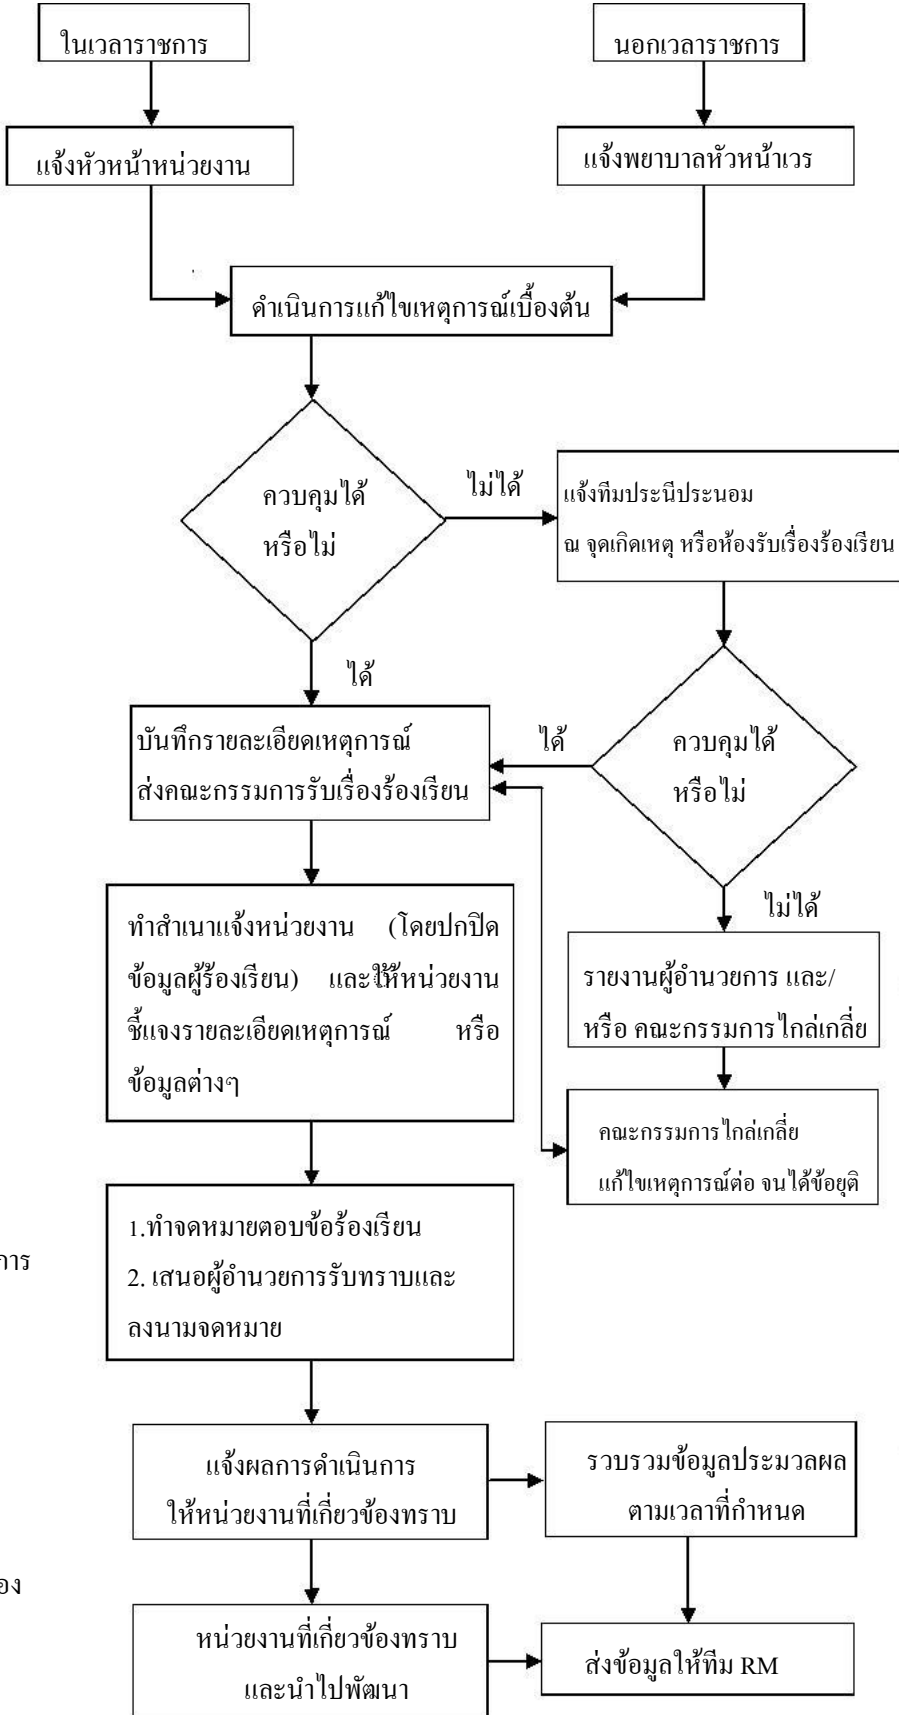 ในเวลาราชการ
นอกเวลาราชการ
แจ้งหัวหน้าหน่วยงาน
แจ้งพยาบาลหัวหน้าเวร
ดำเนินการแก้ไขเหตุการณ์เบื้องต้น
ควบคุมได้
หรือไม่
ไม่ได้
แจ้งทีมประนีประนอม
ณ จุดเกิดเหตุ หรือห้องรับเรื่องร้องเรียน
ได้
บันทึกรายละเอียดเหตุการณ์
ส่งคณะกรรมการรับเรื่องร้องเรียน
ได้
ควบคุมได้
หรือไม่
ไม่ได้
ทำสำเนาแจ้งหน่วยงาน (โดยปกปิด
ข้อมูลผู้ร้องเรียน) และให้หน่วยงาน
ชี้แจงรายละเอียดเหตุการณ์ หรือ
ข้อมูลต่างๆ
รายงานผู้อำนวยการ และ/
หรือ คณะกรรมการไกล่เกลี่ย
คณะกรรมการไกล่เกลี่ย
แก้ไขเหตุการณ์ต่อ จนได้ข้อยุติ
1.ทำจดหมายตอบข้อร้องเรียน
2. เสนอผู้อำนวยการรับทราบและ
ลงนามจดหมาย
การ
แจ้งผลการดำเนินการ
ให้หน่วยงานที่เกี่ยวข้องทราบ
รวบรวมข้อมูลประมวลผล
ตามเวลาที่กำหนด
ของ
หน่วยงานที่เกี่ยวข้องทราบ
และนำไปพัฒนา
ส่งข้อมูลให้ทีม RM